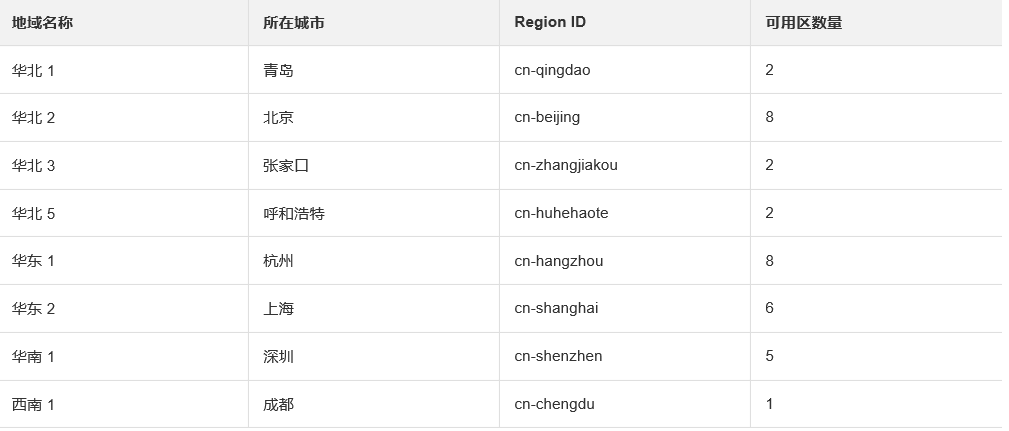 地域名称 所在城市 Region ID 可用区数量
华北 1 青岛 cn-qingdao 2
华北 2 北京 cn-beijing 8
华北 3 张家口 cn-zhangjiakou 2
华北 5 呼和浩特 cn-huhehaote 2
华东 1 杭州 cn-hangzhou 8
华东 2 上海 cn-shanghai 6
华南 1 深圳 cn-shenzhen 5
西南 1 成都 cn-chengdu 1